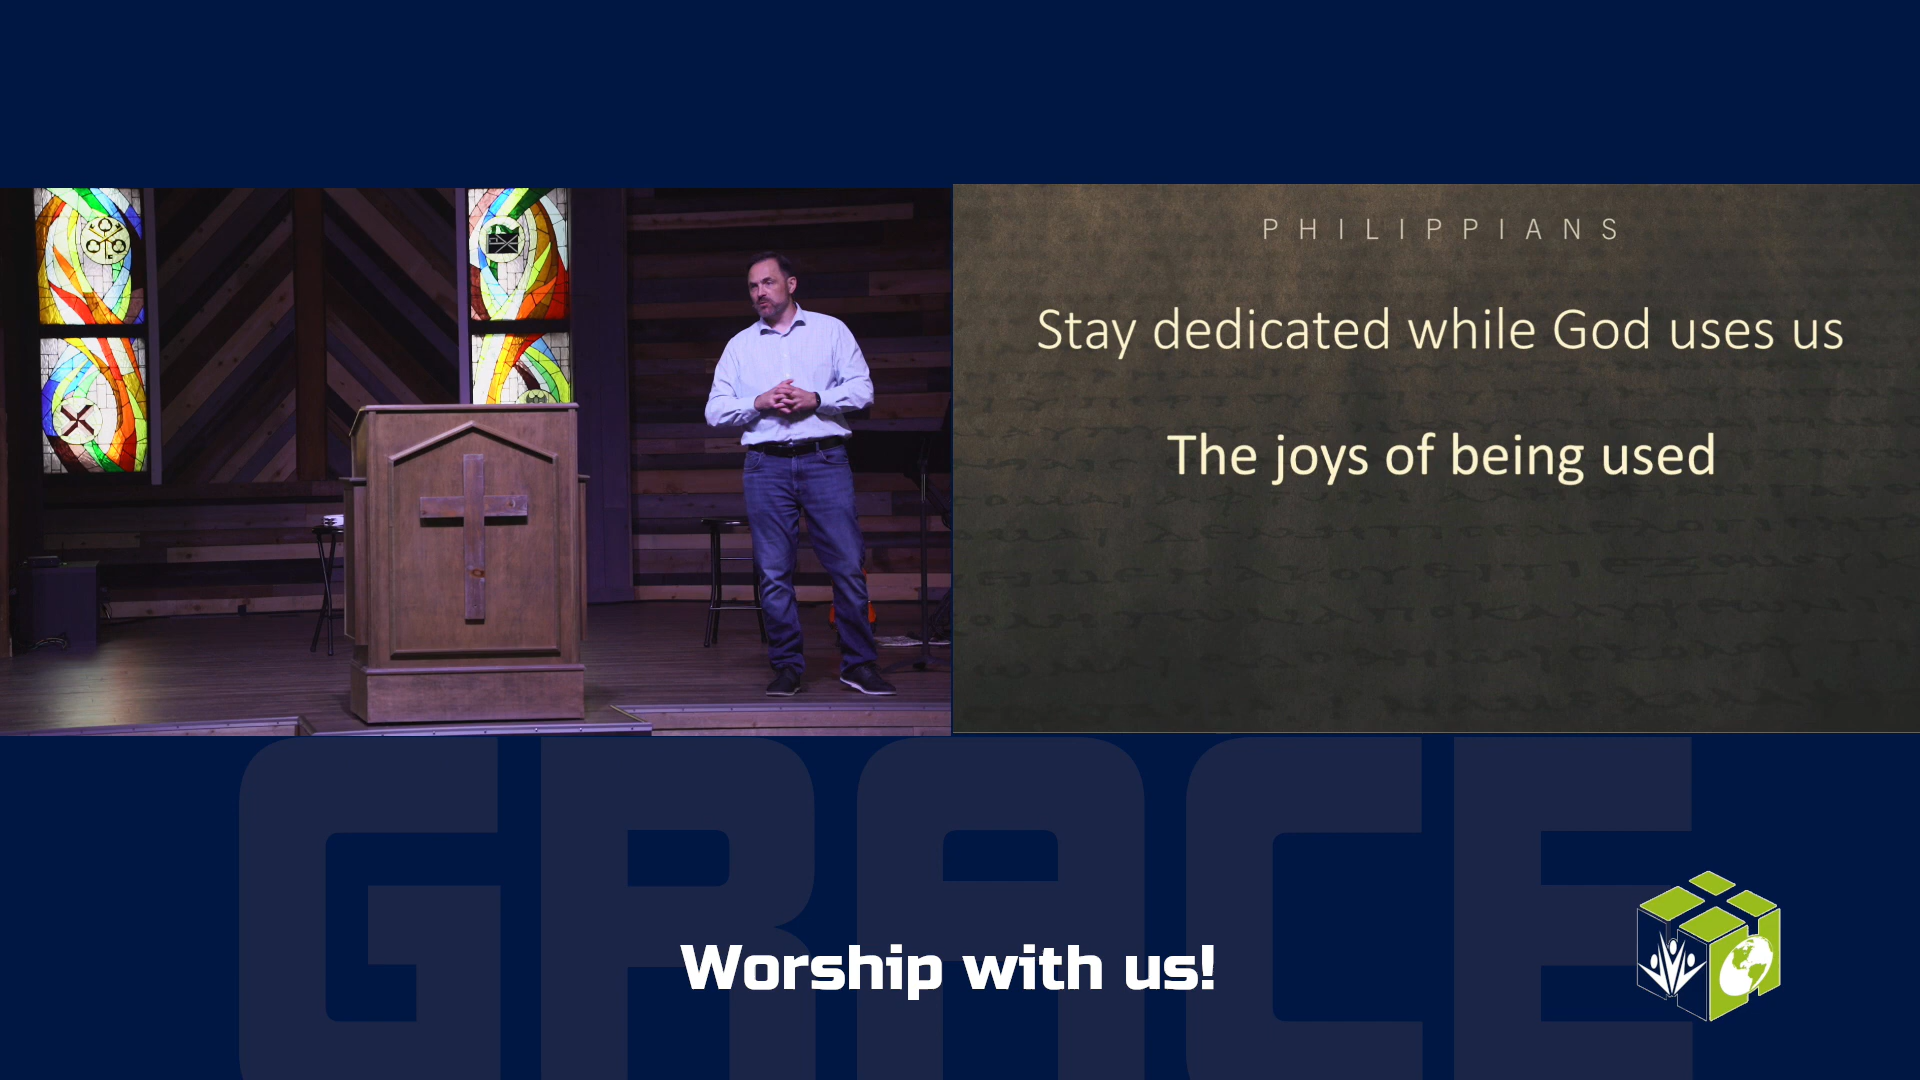 PHILIPPIANS
Stay dedicated while God uses us
The joys of being used
GRACE
Worship with us!